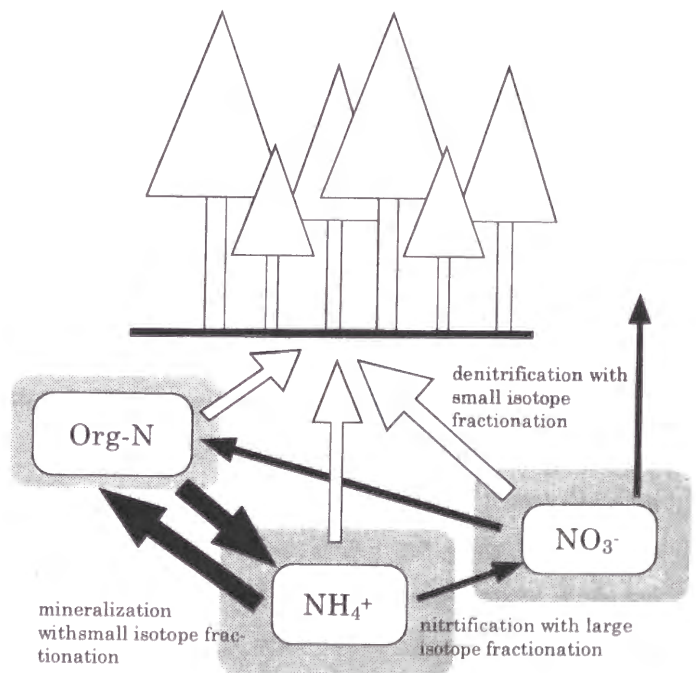 denitrification with
small isotope
fractionation
Org-N
NO₃⁻
NH₄⁺
mineralization
withsmall isotope frac-
tionation
nitrtification with large
isotope fractionation